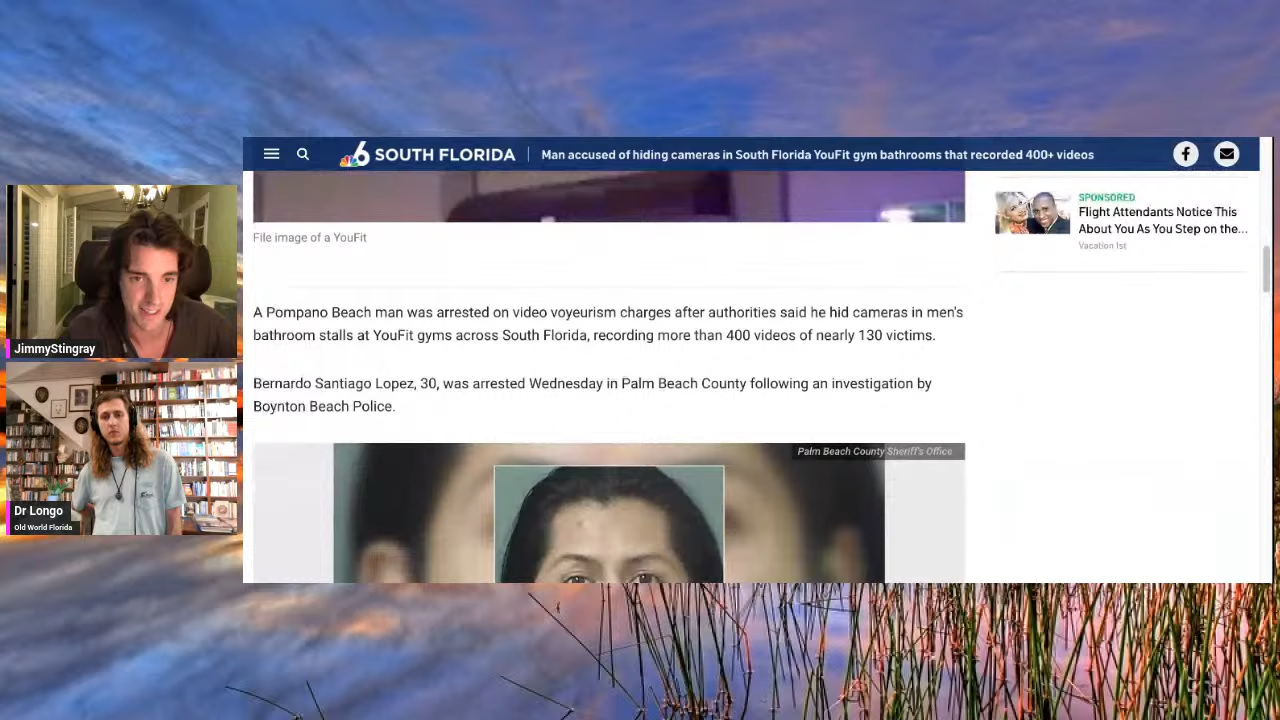 6 SOUTH FLORIDA
Man accused of hiding cameras in South Florida YouFit gym bathrooms that recorded 400+ videos
File image of a YouFit
SPONSORED
Flight Attendants Notice This
About You As You Step on the...
Vacation 1st
A Pompano Beach man was arrested on video voyeurism charges after authorities said he hid cameras in men's
bathroom stalls at YouFit gyms across South Florida, recording more than 400 videos of nearly 130 victims.
Bernardo Santiago Lopez, 30, was arrested Wednesday in Palm Beach County following an investigation by
Boynton Beach Police.
Palm Beach County Sheriff's Office
JimmyStingray
Dr Longo
Old World Florida